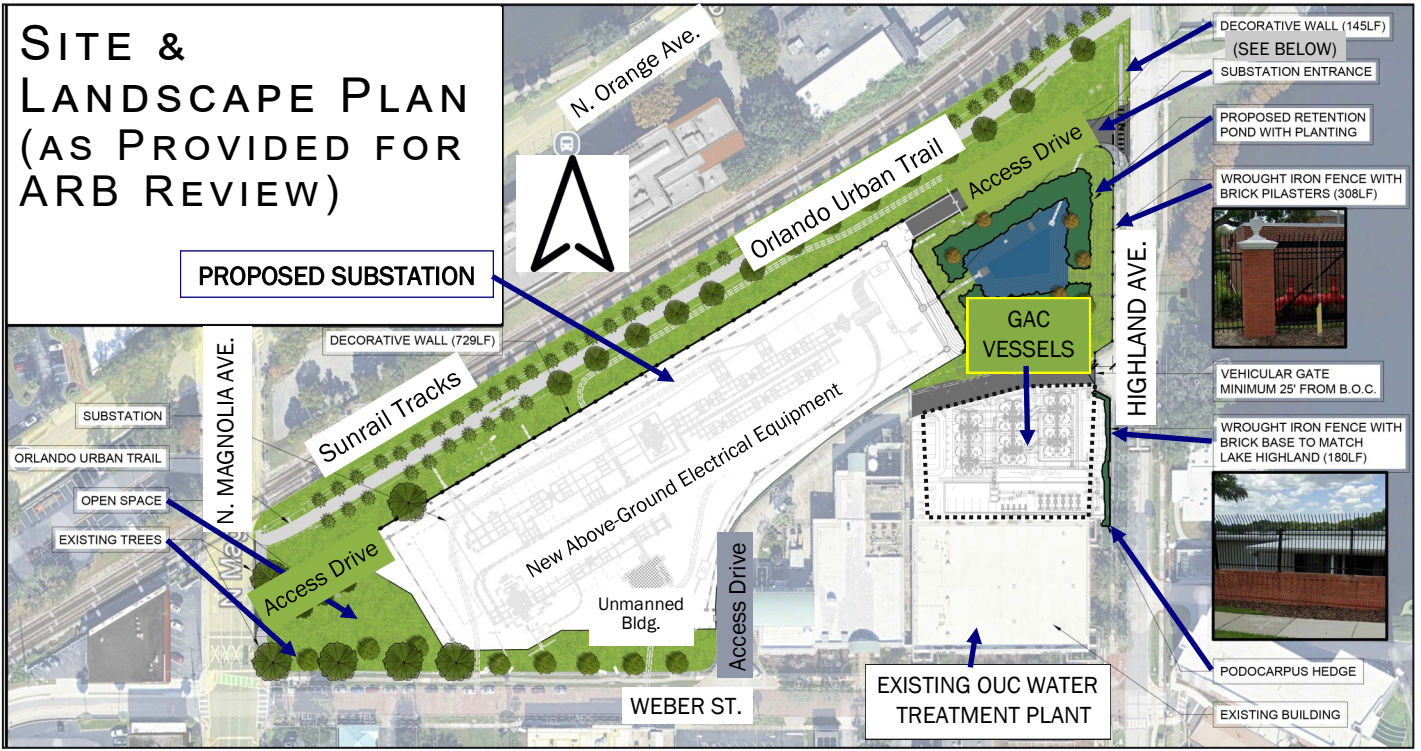 SITE &
LANDSCAPE PLAN
(AS PROVIDED FOR
ARB REVIEW)
PROPOSED SUBSTATION
N. Orange Ave.
Orlando Urban Trail
Access Drive
DECORATIVE WALL (145LF)
(SEE BELOW)
SUBSTATION ENTRANCE
PROPOSED RETENTION
POND WITH PLANTING
WROUGHT IRON FENCE WITH
BRICK PILASTERS (308LF)
HIGHLAND AVE.
GAC
VESSELS
VEHICULAR GATE
MINIMUM 25' FROM B.O.C.
WROUGHT IRON FENCE WITH
BRICK BASE TO MATCH
LAKE HIGHLAND (180LF)
PODOCARPUS HEDGE
EXISTING BUILDING
DECORATIVE WALL (729LF)
N. MAGNOLIA AVE.
Sunrail Tracks
SUBSTATION
ORLANDO URBAN TRAIL
OPEN SPACE
EXISTING TREES
N Ma
Access Drive
New Above-Ground Electrical Equipment
Unmanned
Bldg.
Access Drive
WEBER ST.
EXISTING OUC WATER
TREATMENT PLANT